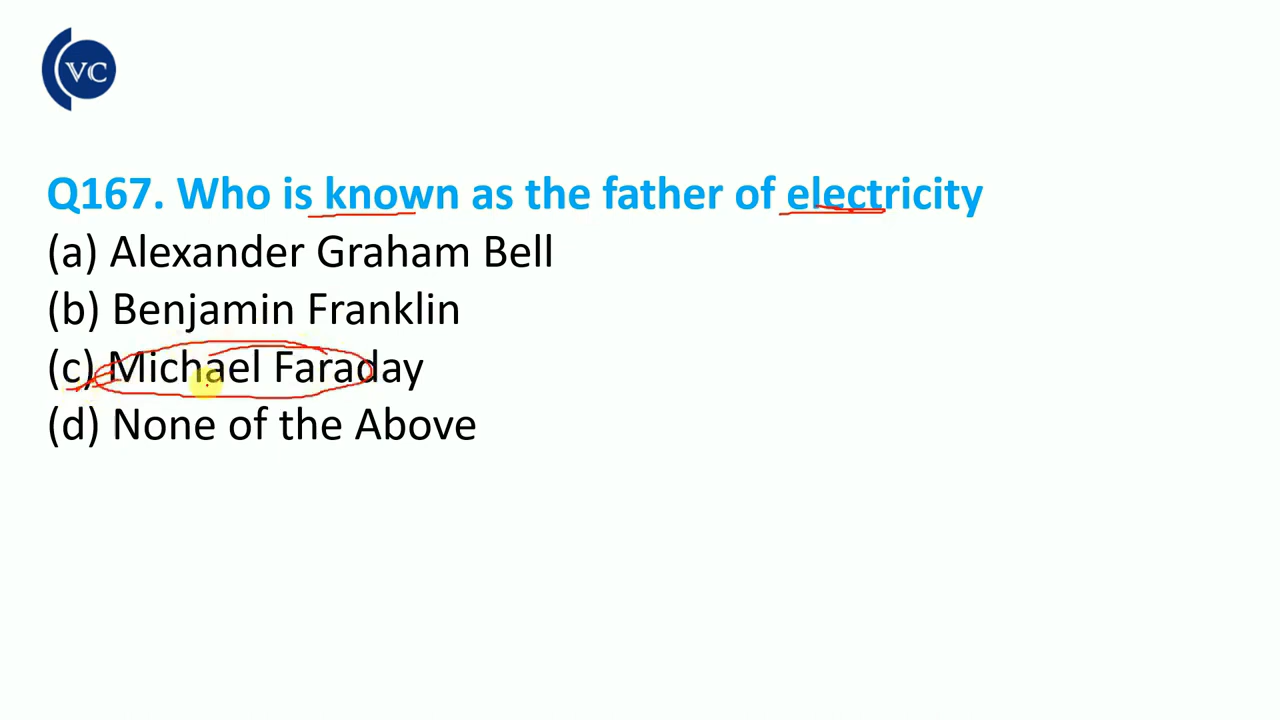 VC
Q167. Who is known as the father of electricity
(a) Alexander Graham Bell
(b) Benjamin Franklin
(c) Michael Faraday
(d) None of the Above